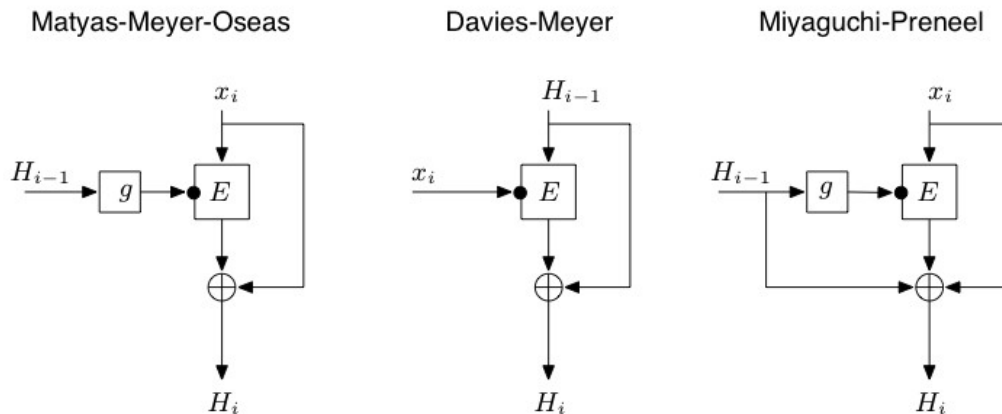 Matyas-Meyer-Oseas
x_i
H_{i-1}
g
E
H_i
Davies-Meyer
H_{i-1}
x_i
E
H_i
Miyaguchi-Preneel
x_i
H_{i-1}
g
E
H_i